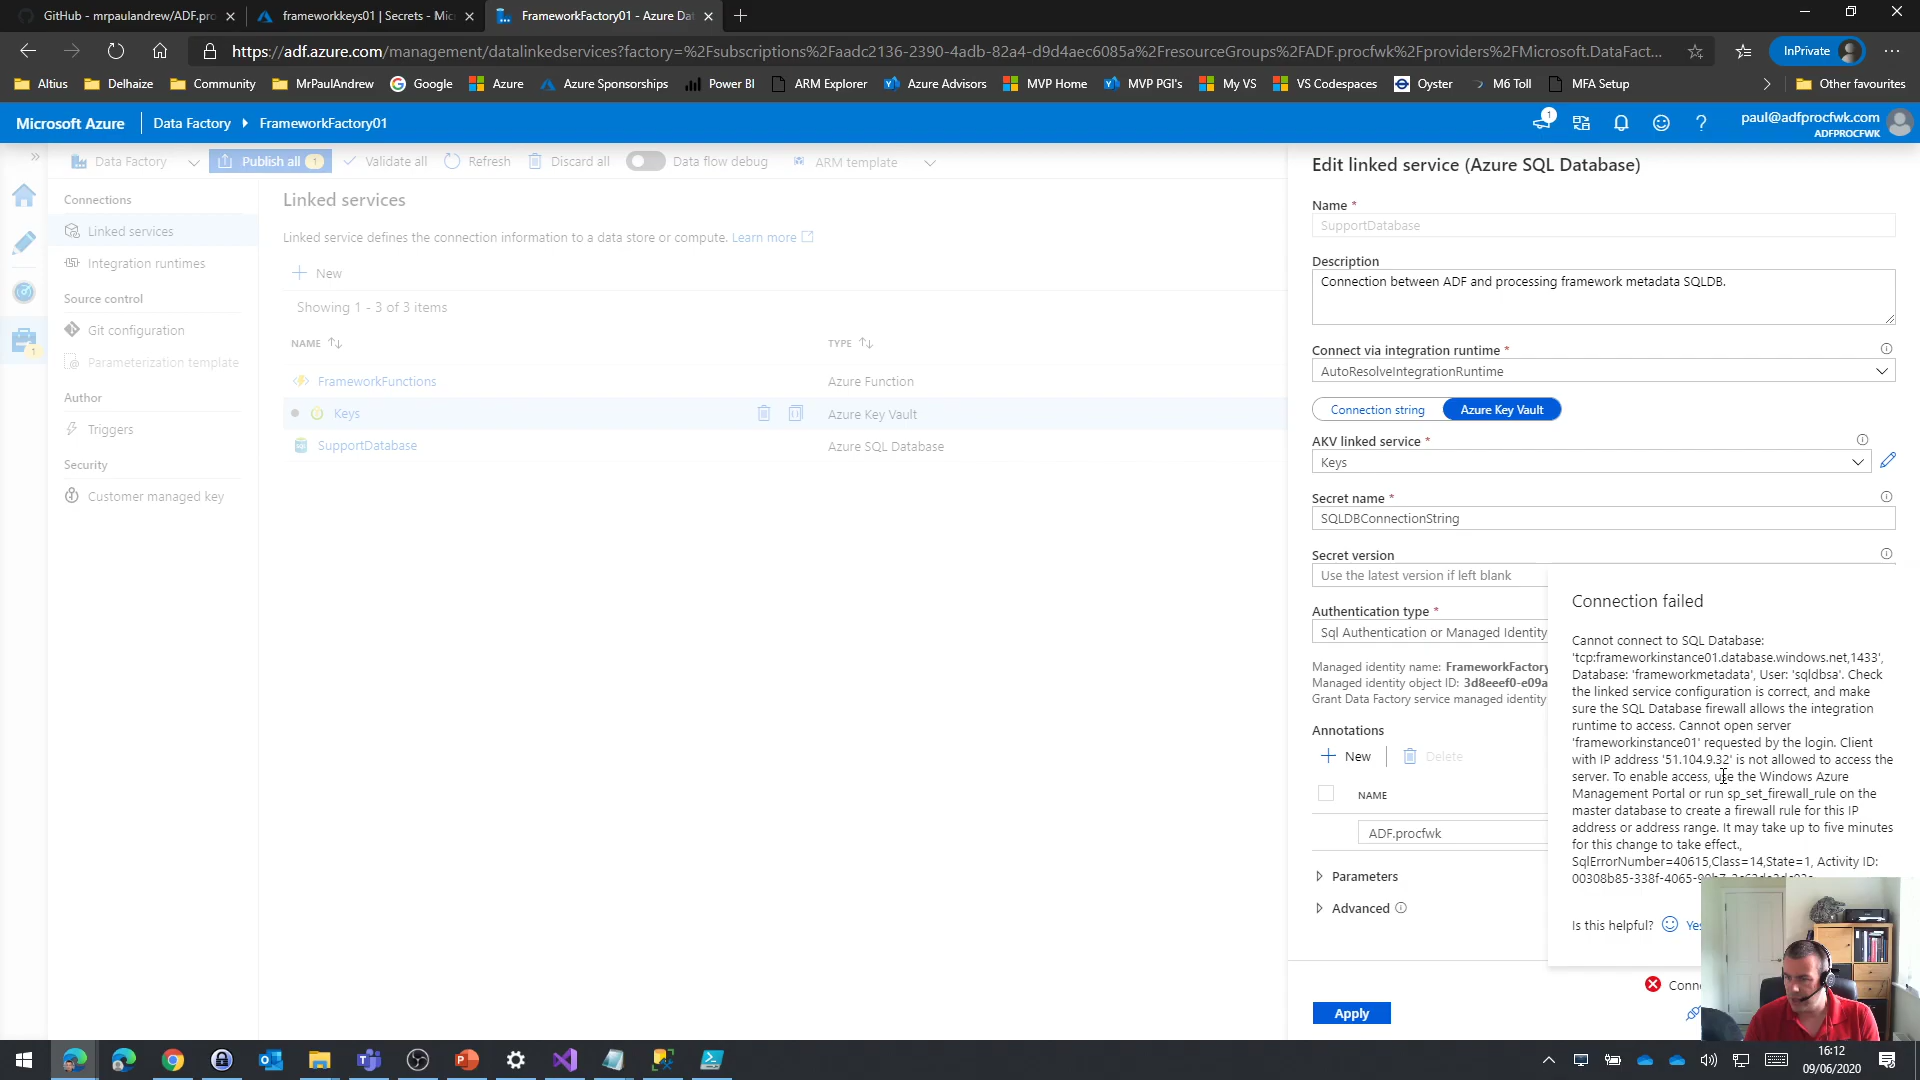 GitHub - mrpaulandrew/ADF.pro
frameworkkeys01 | Secrets - Mic
FrameworkFactory01 - Azure Da
https://adf.azure.com/management/datalinkedservices?factory=%2Fsubscriptions%2Faadc2136-2390-4adb-82a4-d9d4aec6085a%2FresourceGroups%2FADF.procfwk%2Fproviders%2FMicrosoft.DataFact...
InPrivate
Altius
Delhaize
Community
MrPaulAndrew
Google
Azure
Azure Sponsorships
Power BI
ARM Explorer
Azure Advisors
MVP Home
MVP PGI's
My VS
VS Codespaces
Oyster
M6 Toll
MFA Setup
Other favourites
Microsoft Azure
Data Factory
FrameworkFactory01
1
paul@adfprocfwk.com
ADFPROCFWK
Data Factory
Publish all 1
Validate all
Refresh
Discard all
Data flow debug
ARM template
1
Connections
Linked services
Integration runtimes
Source control
Git configuration
Parameterization template
Author
Triggers
Security
Customer managed key
Linked services
Linked service defines the connection information to a data store or compute. Learn more
New
Showing 1 - 3 of 3 items
NAME TYPE
FrameworkFunctions Azure Function
Keys Azure Key Vault
SupportDatabase Azure SQL Database
Edit linked service (Azure SQL Database)
Name *
SupportDatabase
Description
Connection between ADF and processing framework metadata SQLDB.
Connect via integration runtime *
AutoResolveIntegrationRuntime
Connection string Azure Key Vault
AKV linked service *
Keys
Secret name *
SQLDBConnectionString
Secret version
Use the latest version if left blank
Authentication type *
Sql Authentication or Managed Identity
Managed identity name: FrameworkFactory
Managed identity object ID: 3d8eeef0-e09a
Grant Data Factory service managed identity
Annotations
New Delete
NAME
ADF.procfwk
Parameters
Advanced
Apply
Connection failed
Cannot connect to SQL Database:
'tcp:frameworkinstance01.database.windows.net,1433',
Database: 'frameworkmetadata', User: 'sqldbsa'. Check
the linked service configuration is correct, and make
sure the SQL Database firewall allows the integration
runtime to access. Cannot open server
'frameworkinstance01' requested by the login. Client
with IP address '51.104.9.32' is not allowed to access the
server. To enable access, use the Windows Azure
Management Portal or run sp_set_firewall_rule on the
master database to create a firewall rule for this IP
address or address range. It may take up to five minutes
for this change to take effect.,
SqlErrorNumber=40615,Class=14,State=1, Activity ID:
00308b85-338f-4065-
Is this helpful? Yes
Conne
16:12
09/06/2020